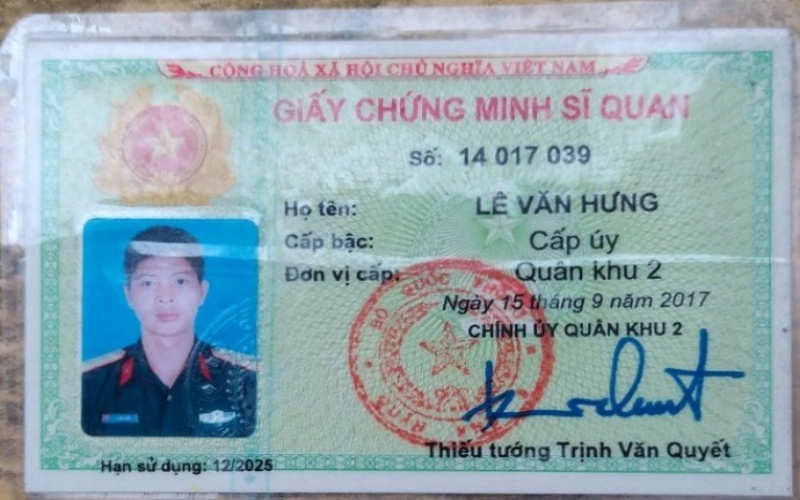 CỘNG HOÀ XÃ HỘI CHỦ NGHĨA VIỆT NAM
GIẤY CHỨNG MINH SĨ QUAN
Số: 14 017 039
Họ tên: LÊ VĂN HƯNG
Cấp bậc: Cấp úy
Đơn vị cấp: Quân khu 2
Ngày 15 tháng 9 năm 2017
CHÍNH ỦY QUÂN KHU 2
BỘ QUỐC
Thiếu tướng Trịnh Văn Quyết
Hạn sử dụng: 12/2025